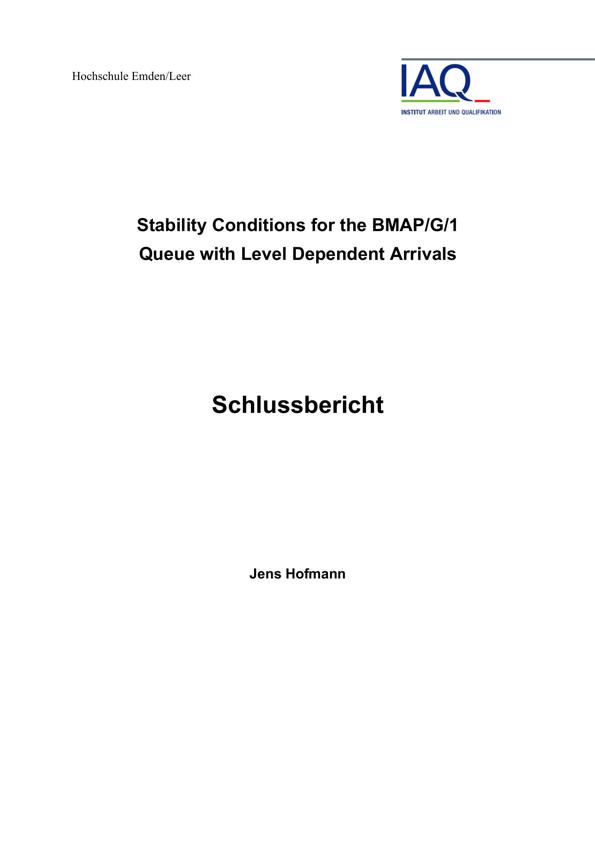 Hochschule Emden/Leer
IAQ
INSTITUT ARBEIT UND QUALIFIKATION
Stability Conditions for the BMAP/G/1
Queue with Level Dependent Arrivals
Schlussbericht
Jens Hofmann